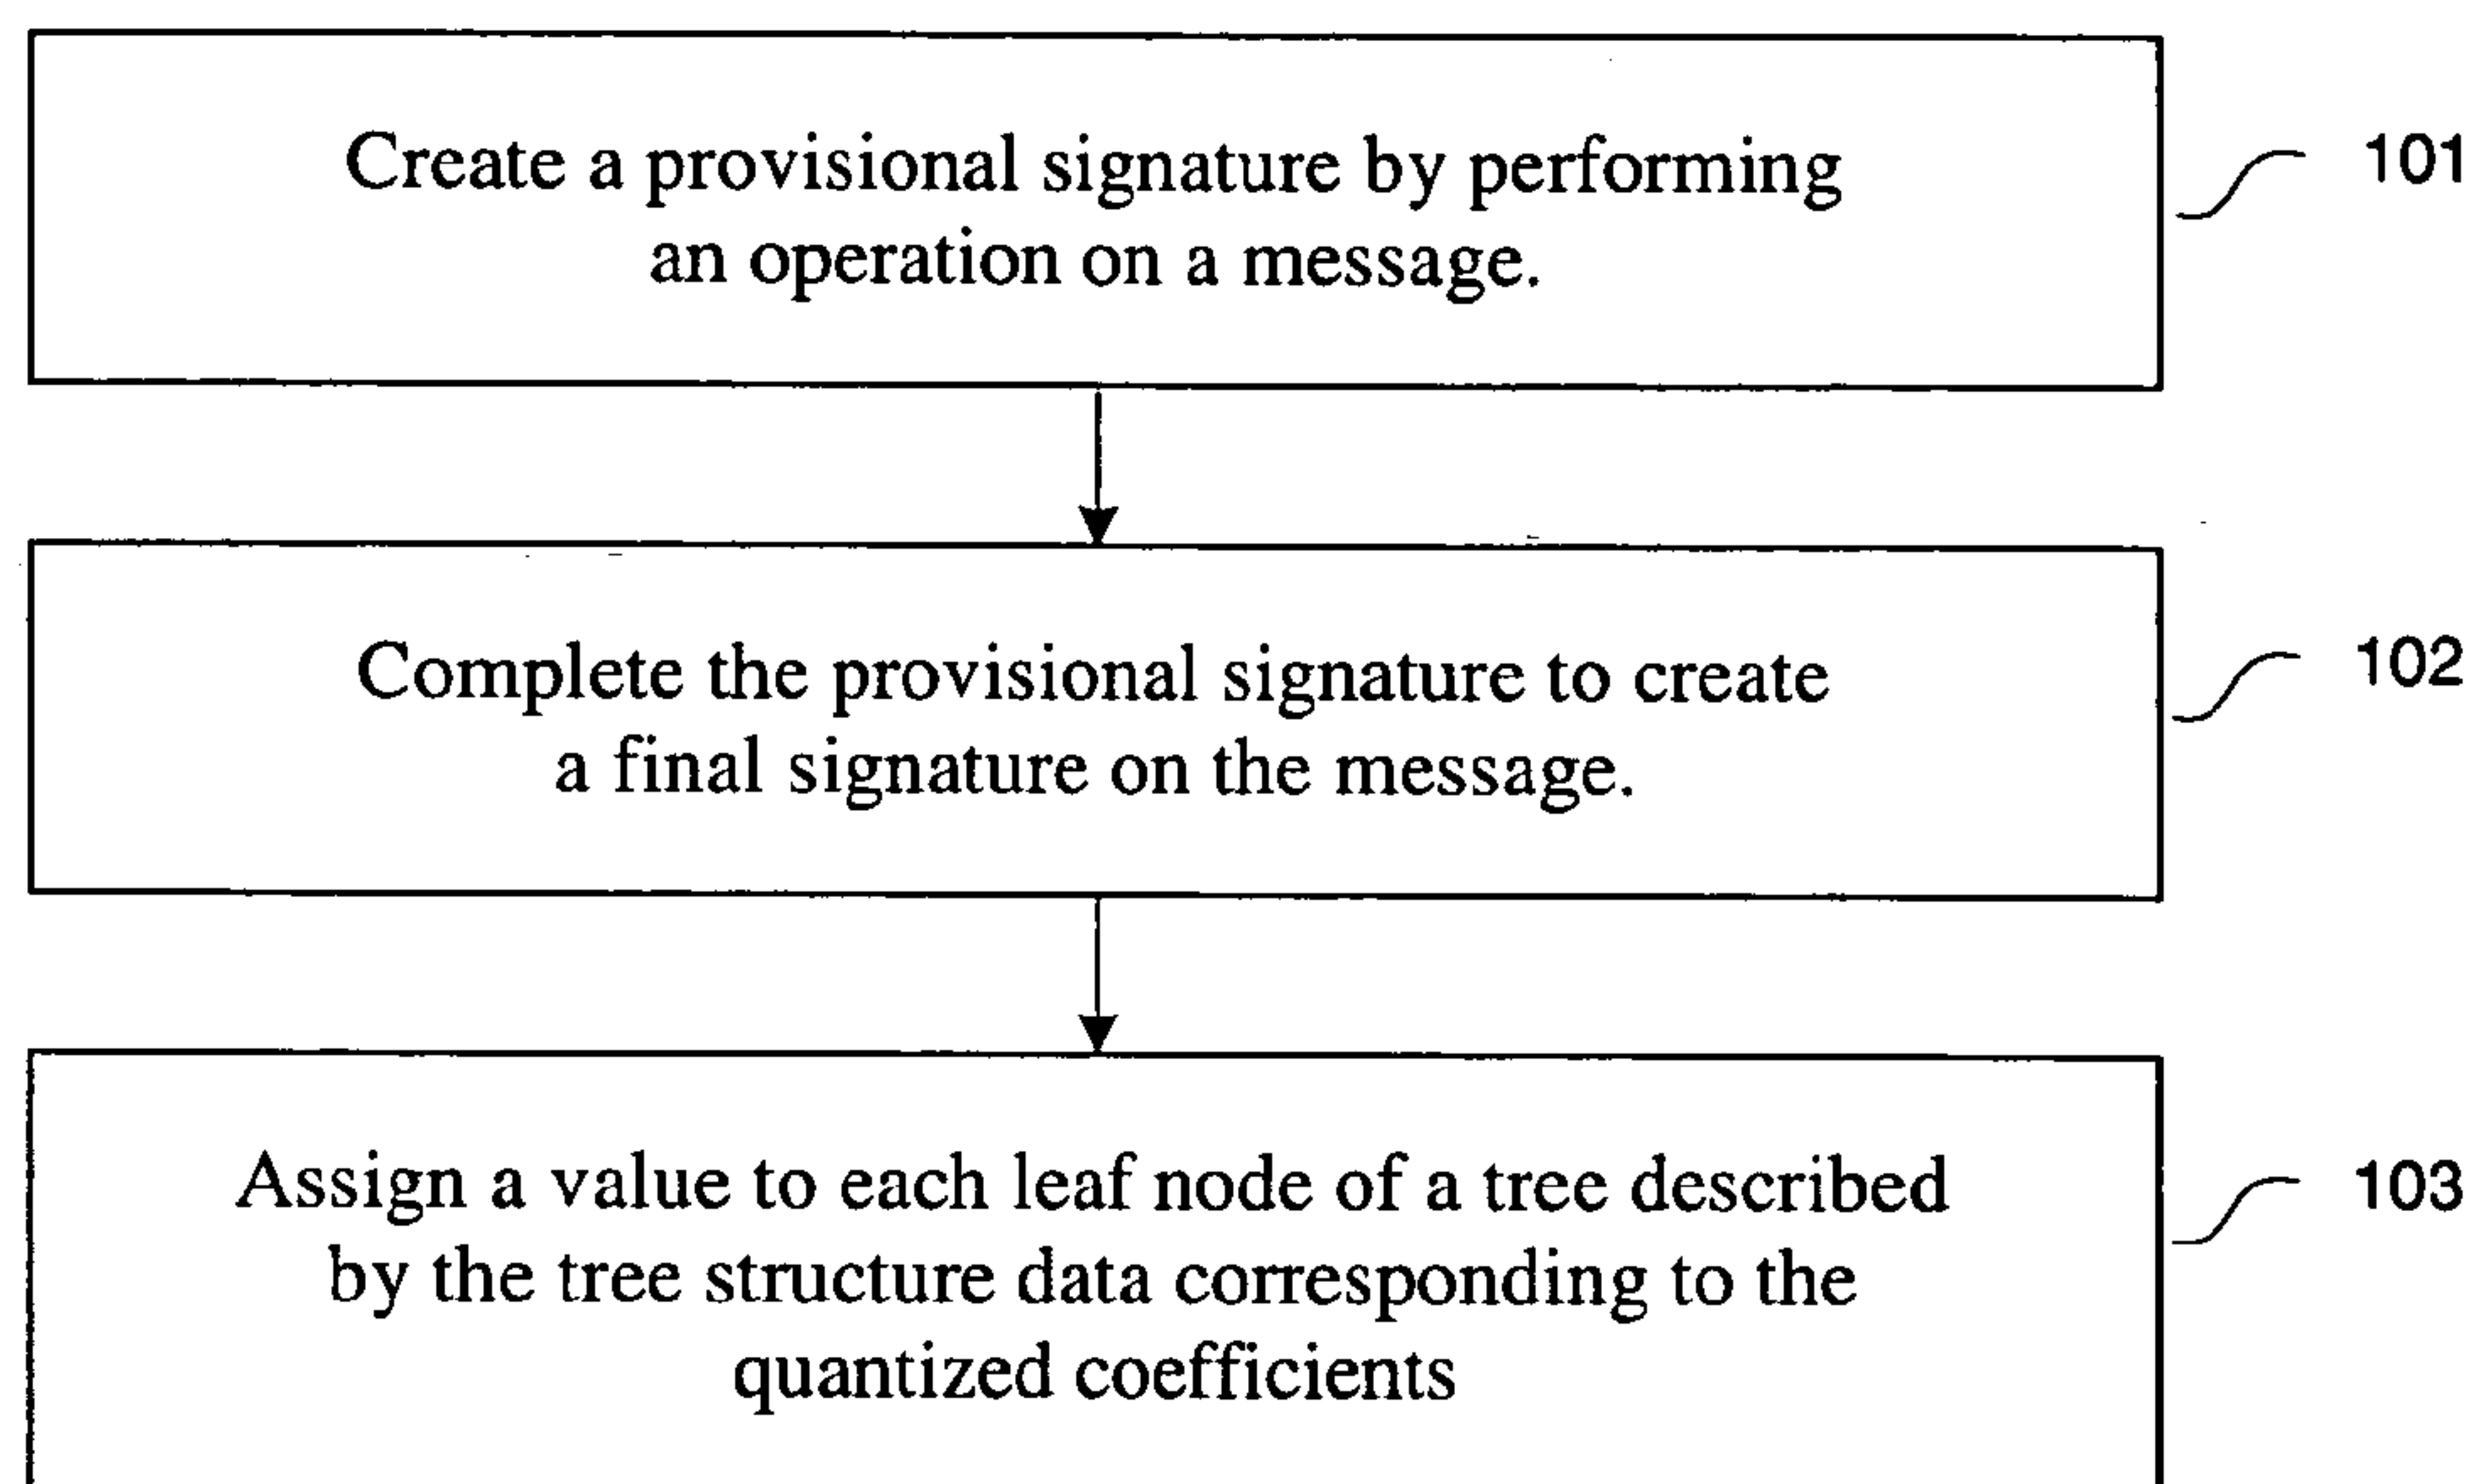 Create a provisional signature by performing
an operation on a message.
101
Complete the provisional signature to create
a final signature on the message.
102
Assign a value to each leaf node of a tree described
by the tree structure data corresponding to the
quantized coefficients
103